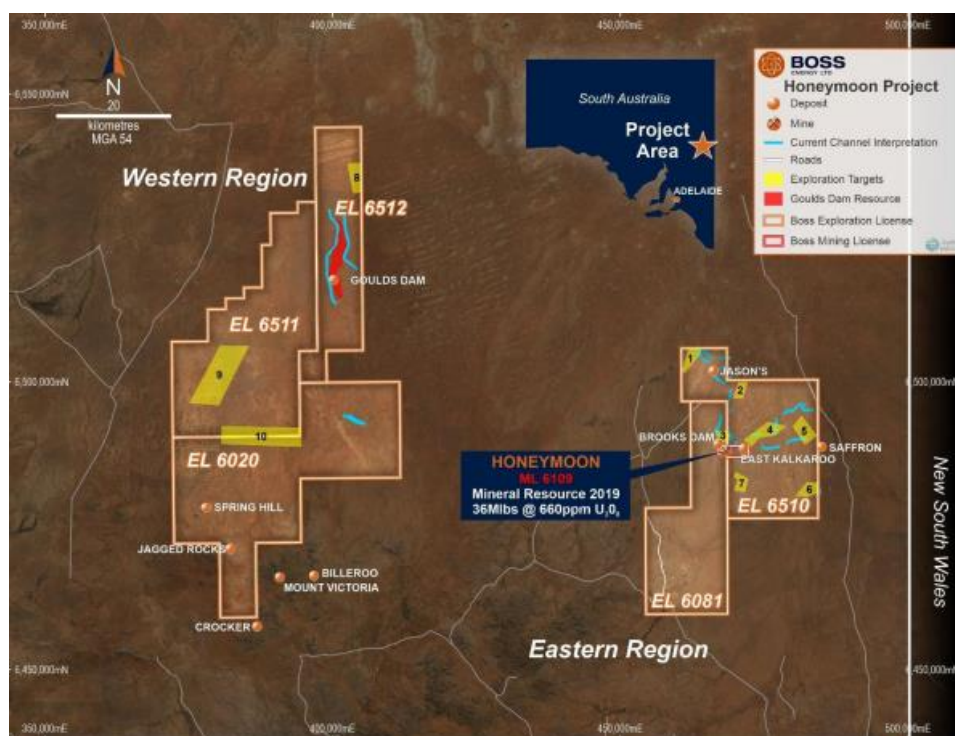 350,000mE
400,000mE
450,000mE
500,000mE
6,550,000mN
N
20
kilometres
MGA 54
South Australia
Project
Area
ADELAIDE
BOSS
ENERGY LTD
Honeymoon Project
Deposit
Mine
Current Channel Interpretation
Roads
Exploration Targets
Goulds Dam Resource
Boss Exploration License
Boss Mining License
Western Region
8
EL 6512
GOULDS DAM
EL 6511
6,500,000mN
6,500,000mN
9
10
EL 6020
SPRING HILL
JAGGED ROCKS
BILLEROO
MOUNT VICTORIA
CROCKER
1
JASON'S
2
BROOKS DAM
3
4
5
SAFFRON
EAST KALKAROO
HONEYMOON
ML 6109
Mineral Resource 2019
36Mlbs @ 660ppm U₃0₈
7
6
EL 6510
EL 6081
New South Wales
Eastern Region
6,450,000mN
6,450,000mN
350,000mE
400,000mE
450,000mE
500,000mE